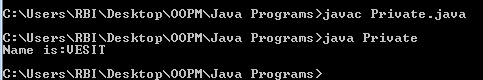 C:\Users\RBI\Desktop\OOPM\Java Programs>javac Private.java
C:\Users\RBI\Desktop\OOPM\Java Programs>java Private
Name is:VESIT
C:\Users\RBI\Desktop\OOPM\Java Programs>